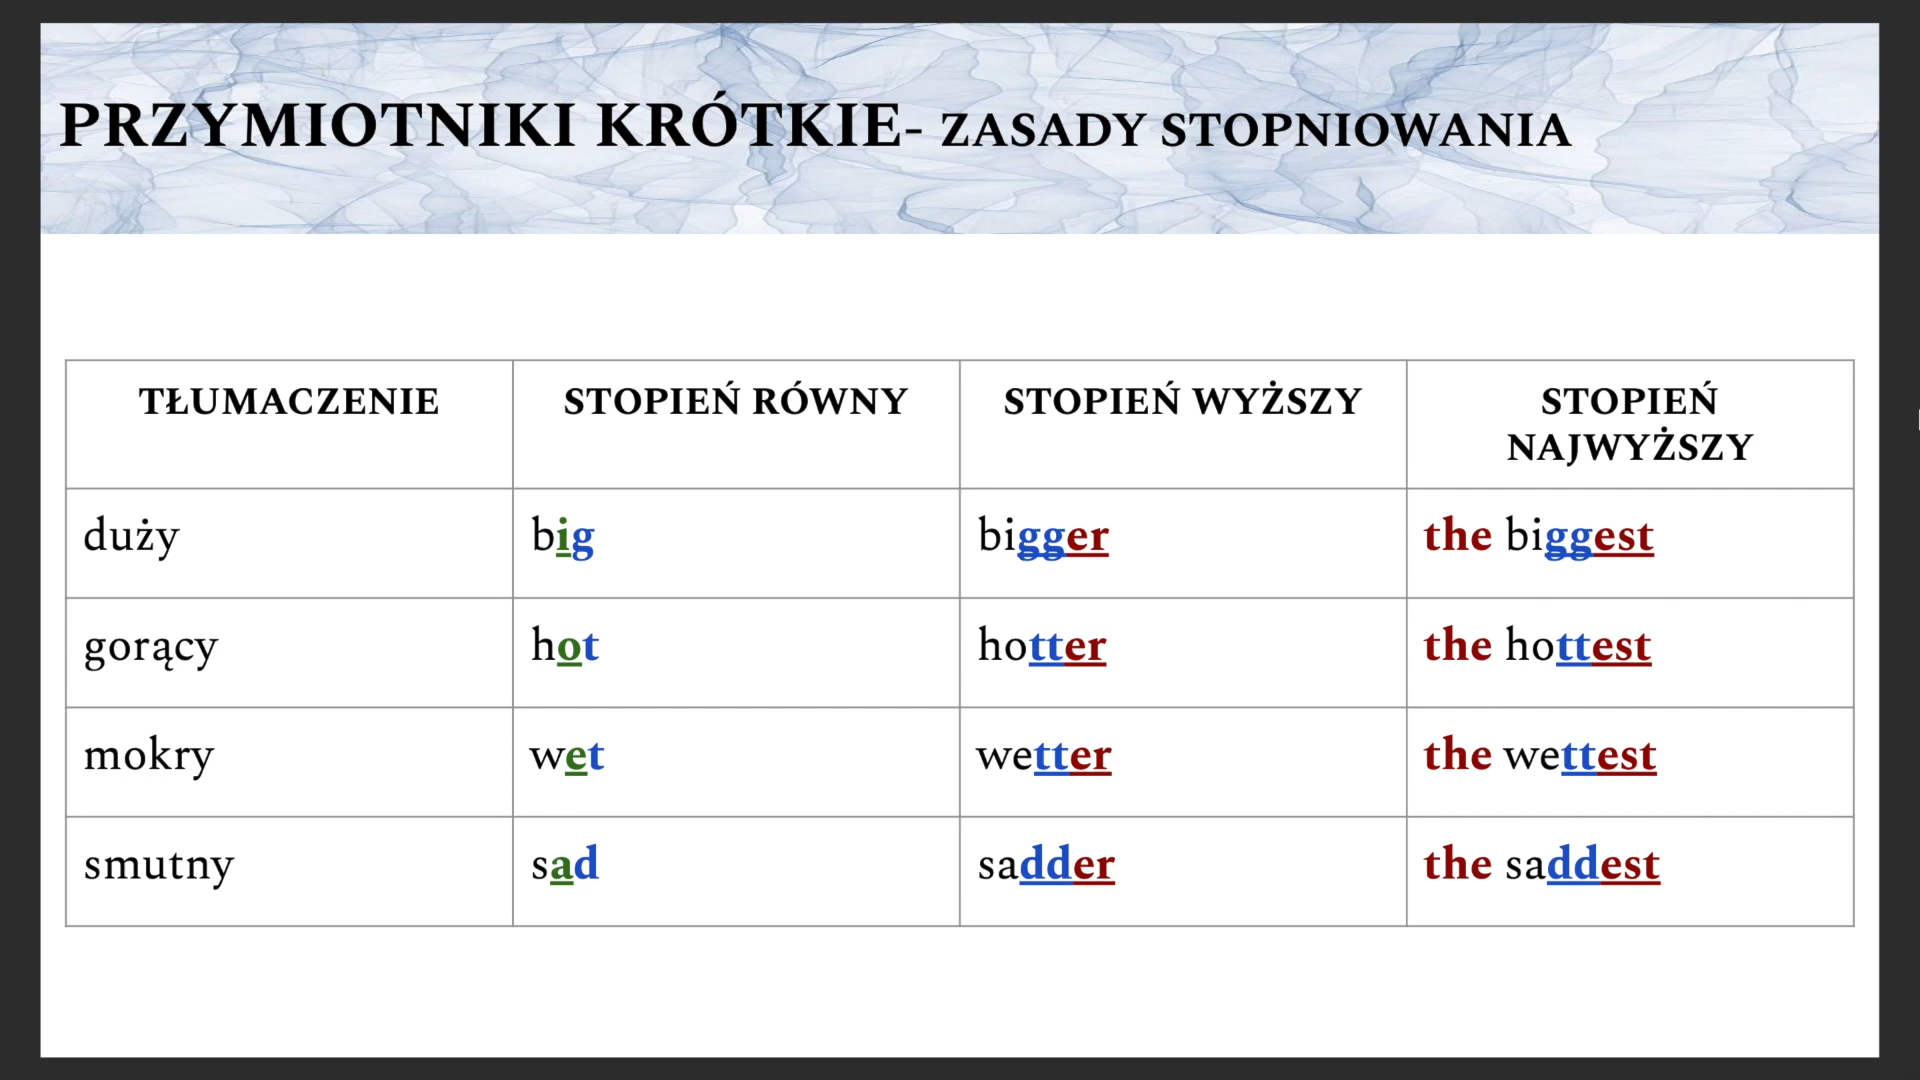 PRZYMIOTNIKI KRÓTKIE- ZASADY STOPNIOWANIA
TŁUMACZENIE STOPIEŃ RÓWNY STOPIEŃ WYŻSZY STOPIEŃ NAJWYŻSZY
duży big bigger the biggest
gorący hot hotter the hottest
mokry wet wetter the wettest
smutny sad sadder the saddest